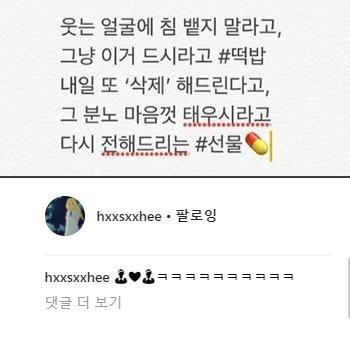 웃는 얼굴에 침 뱉지 말라고,
그냥 이거 드시라고 #떡밥
내일 또 ‘삭제’ 해드린다고,
그 분노 마음껏 태우시라고
다시 전해드리는 #선물💊
hxxsxxhee • 팔로잉
hxxsxxhee 🕵️‍♂️🖤🕵️‍♂️ㅋㅋㅋㅋㅋㅋㅋㅋㅋㅋ
댓글 더 보기